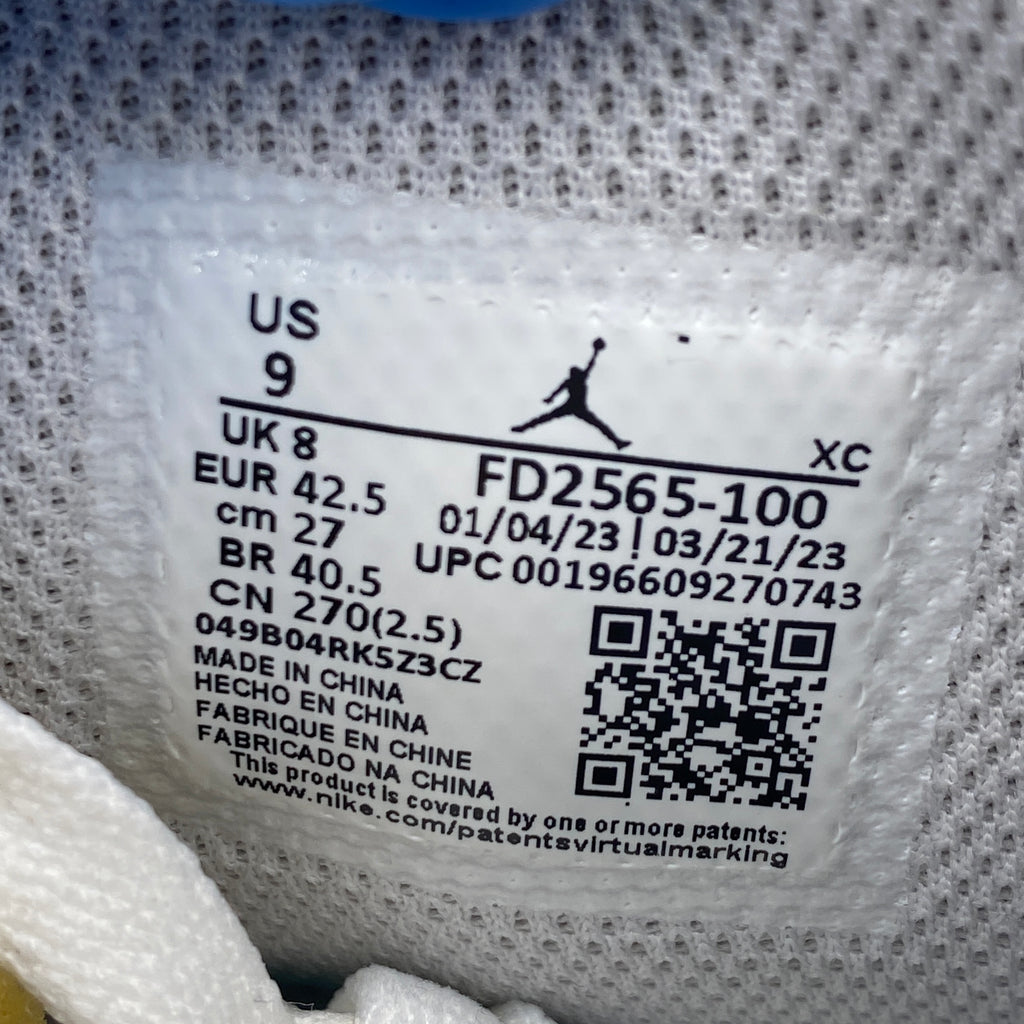 US
9
XC
UK 8
EUR 42.5
cm 27
BR 40.5
CN 270(2.5)
FD2565-100
01/04/23 | 03/21/23
UPC 00196609270743
049B04RK5Z3CZ
MADE IN CHINA
HECHO EN CHINA
FABRIQUE EN CHINE
FABRICADO NA CHINA
This product is covered by one or more patents:
www.nike.com/patentsvirtualmarking